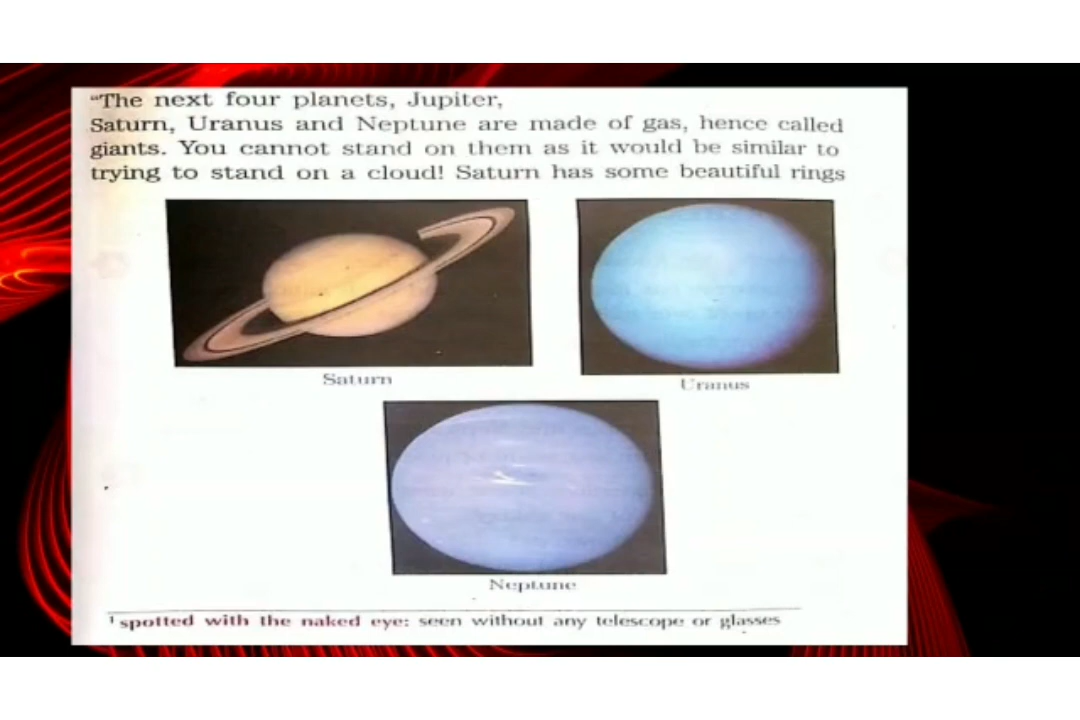 “The next four planets, Jupiter,
Saturn, Uranus and Neptune are made of gas, hence called
giants. You cannot stand on them as it would be similar to
trying to stand on a cloud! Saturn has some beautiful rings
Saturn
Uranus
Neptune
¹ spotted with the naked eye: seen without any telescope or glasses